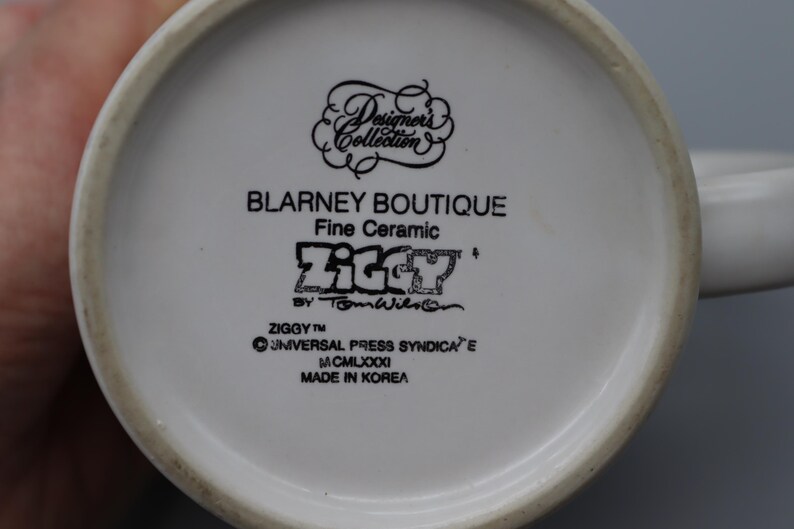 Designer's
Collection
BLARNEY BOUTIQUE
Fine Ceramic
ZiGGY
BY Tom Wilson
ZIGGY™
© UNIVERSAL PRESS SYNDICATE
MCMLXXXI
MADE IN KOREA